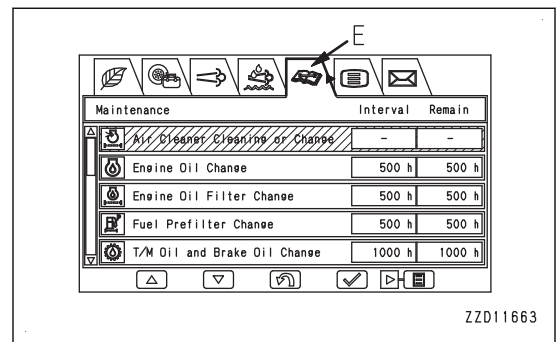 E
Maintenance Interval Remain
Air Cleaner Cleaning or Change - -
Engine Oil Change 500 h 500 h
Engine Oil Filter Change 500 h 500 h
Fuel Prefilter Change 500 h 500 h
T/M Oil and Brake Oil Change 1000 h 1000 h
ZZD11663